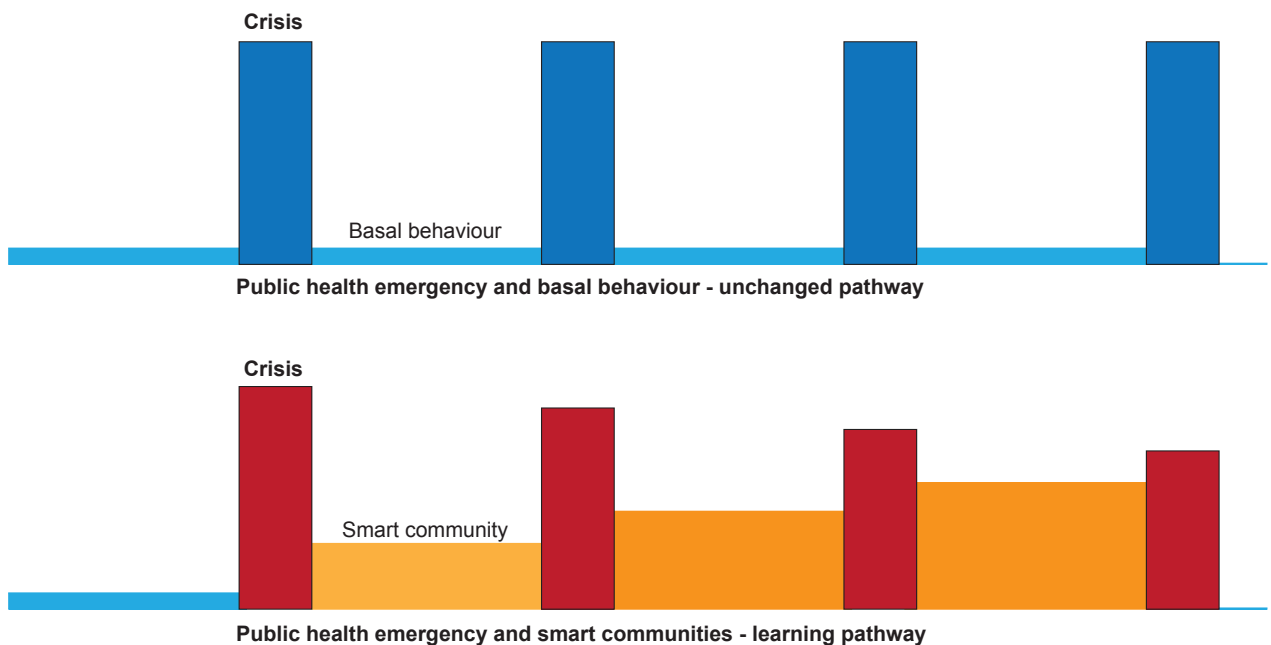 Crisis
Basal behaviour
Public health emergency and basal behaviour - unchanged pathway
Crisis
Smart community
Public health emergency and smart communities - learning pathway